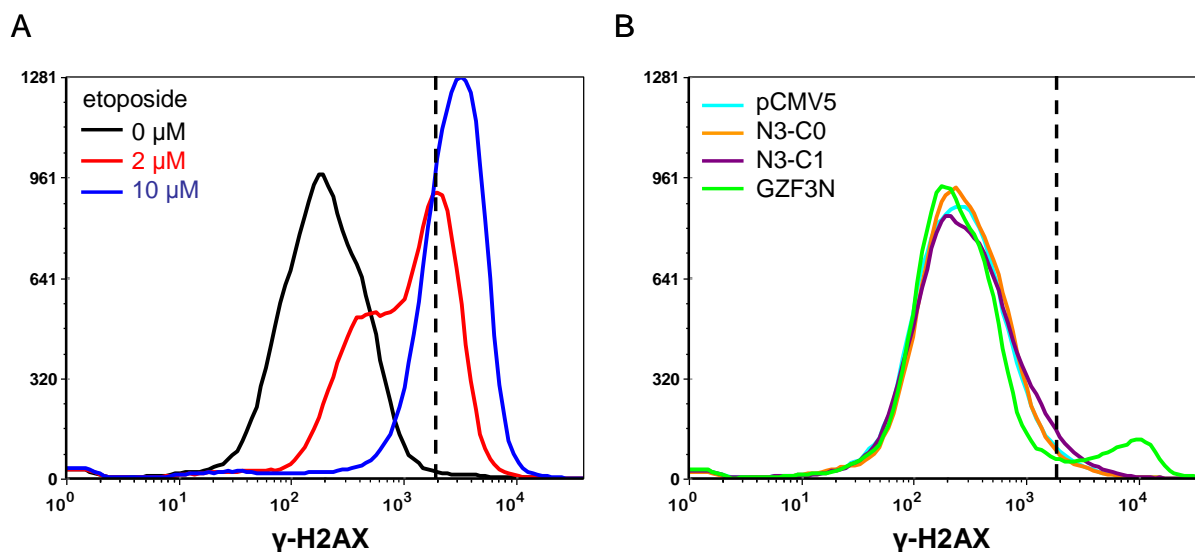 A
B
etoposide
0 μM
2 μM
10 μM
1281
961
641
320
0
10^0
10^1
10^2
10^3
10^4
γ-H2AX
pCMV5
N3-C0
N3-C1
GZF3N
1281
961
641
320
0
10^0
10^1
10^2
10^3
10^4
γ-H2AX